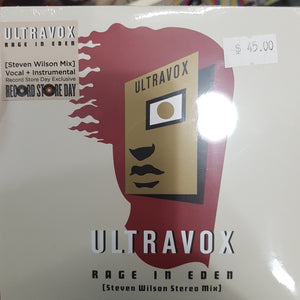 ULTRAVOX
RAGE IN EDEN
[Steven Wilson Mix]
Vocal + Instrumental
Record Store Day Exclusive
RECORD STORE DAY
$ 45.00
ULTRAVOX
ULTRAVOX
RAGE IN EDEN
[Steven Wilson Stereo Mix]